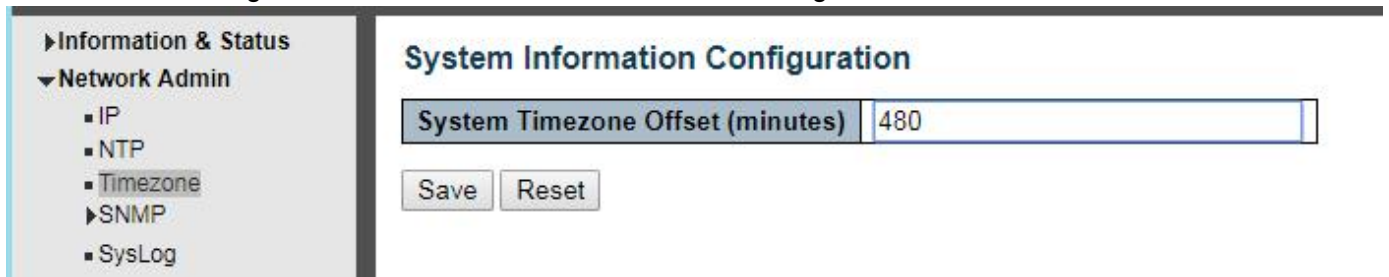 Information & Status
Network Admin
IP
NTP
Timezone
SNMP
SysLog
System Information Configuration
System Timezone Offset (minutes) 480
Save Reset